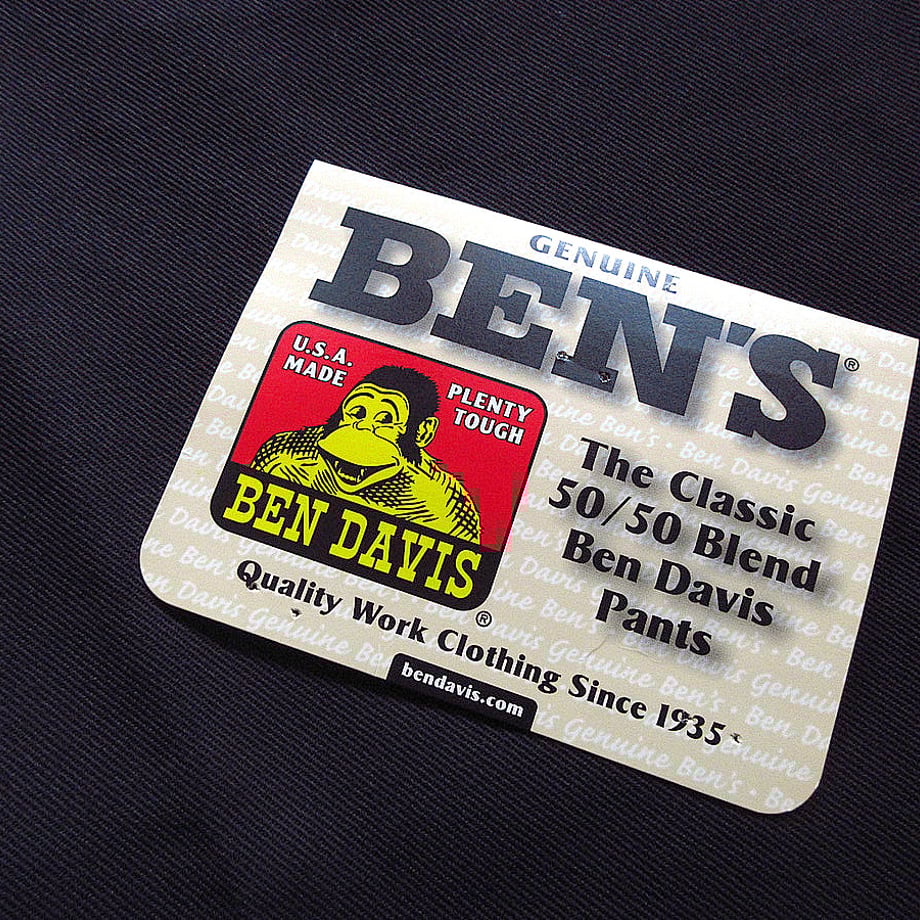 GENUINE
BEN'S®
U.S.A.
MADE
PLENTY
TOUGH
BEN DAVIS
®
The Classic
50/50 Blend
Ben Davis
Pants
Quality Work Clothing Since 1935
bendavis.com